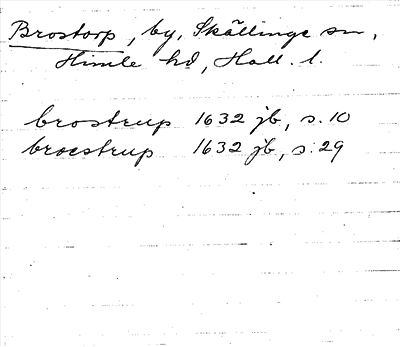 Brostorp, by, Skällinge sn,
Himle hd, Hall. l.
brostrup 1632 jb, s. 10
broestrup 1632 jb, s. 29